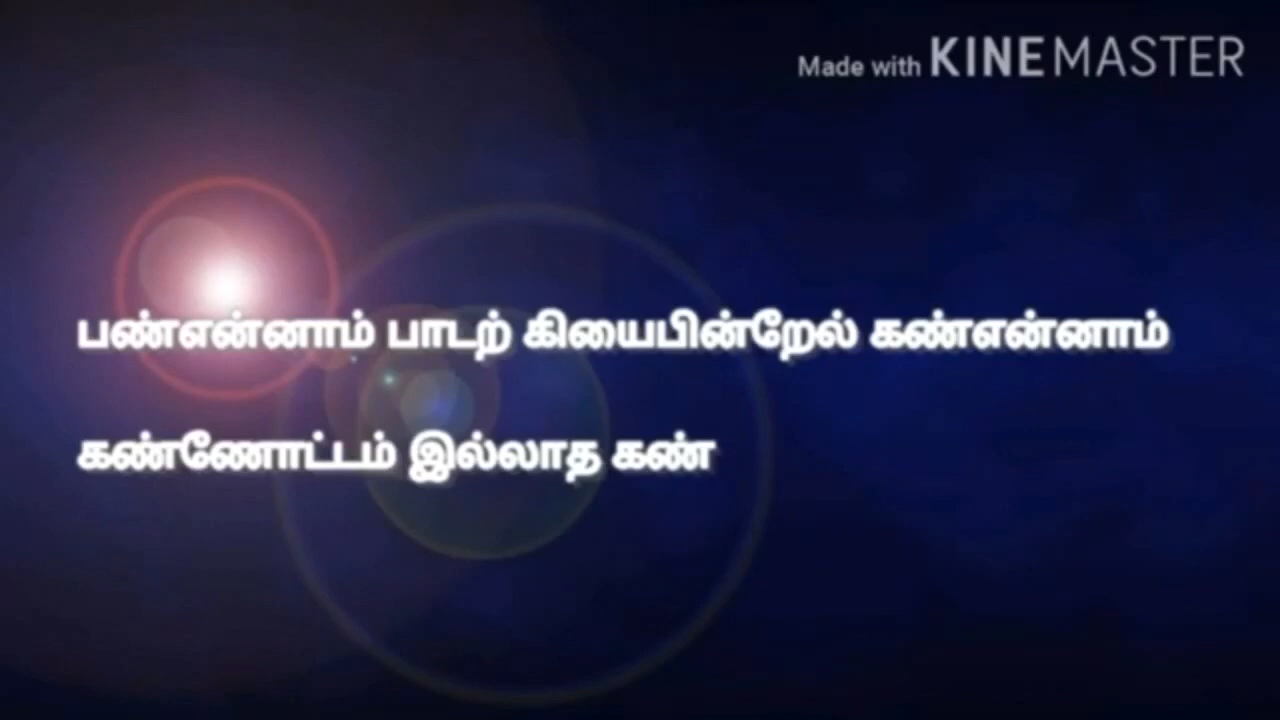 Made with KINEMASTER
பண்என்னாம் பாடற் கியைபின்றேல் கண்என்னாம்
கண்ணோட்டம் இல்லாத கண்